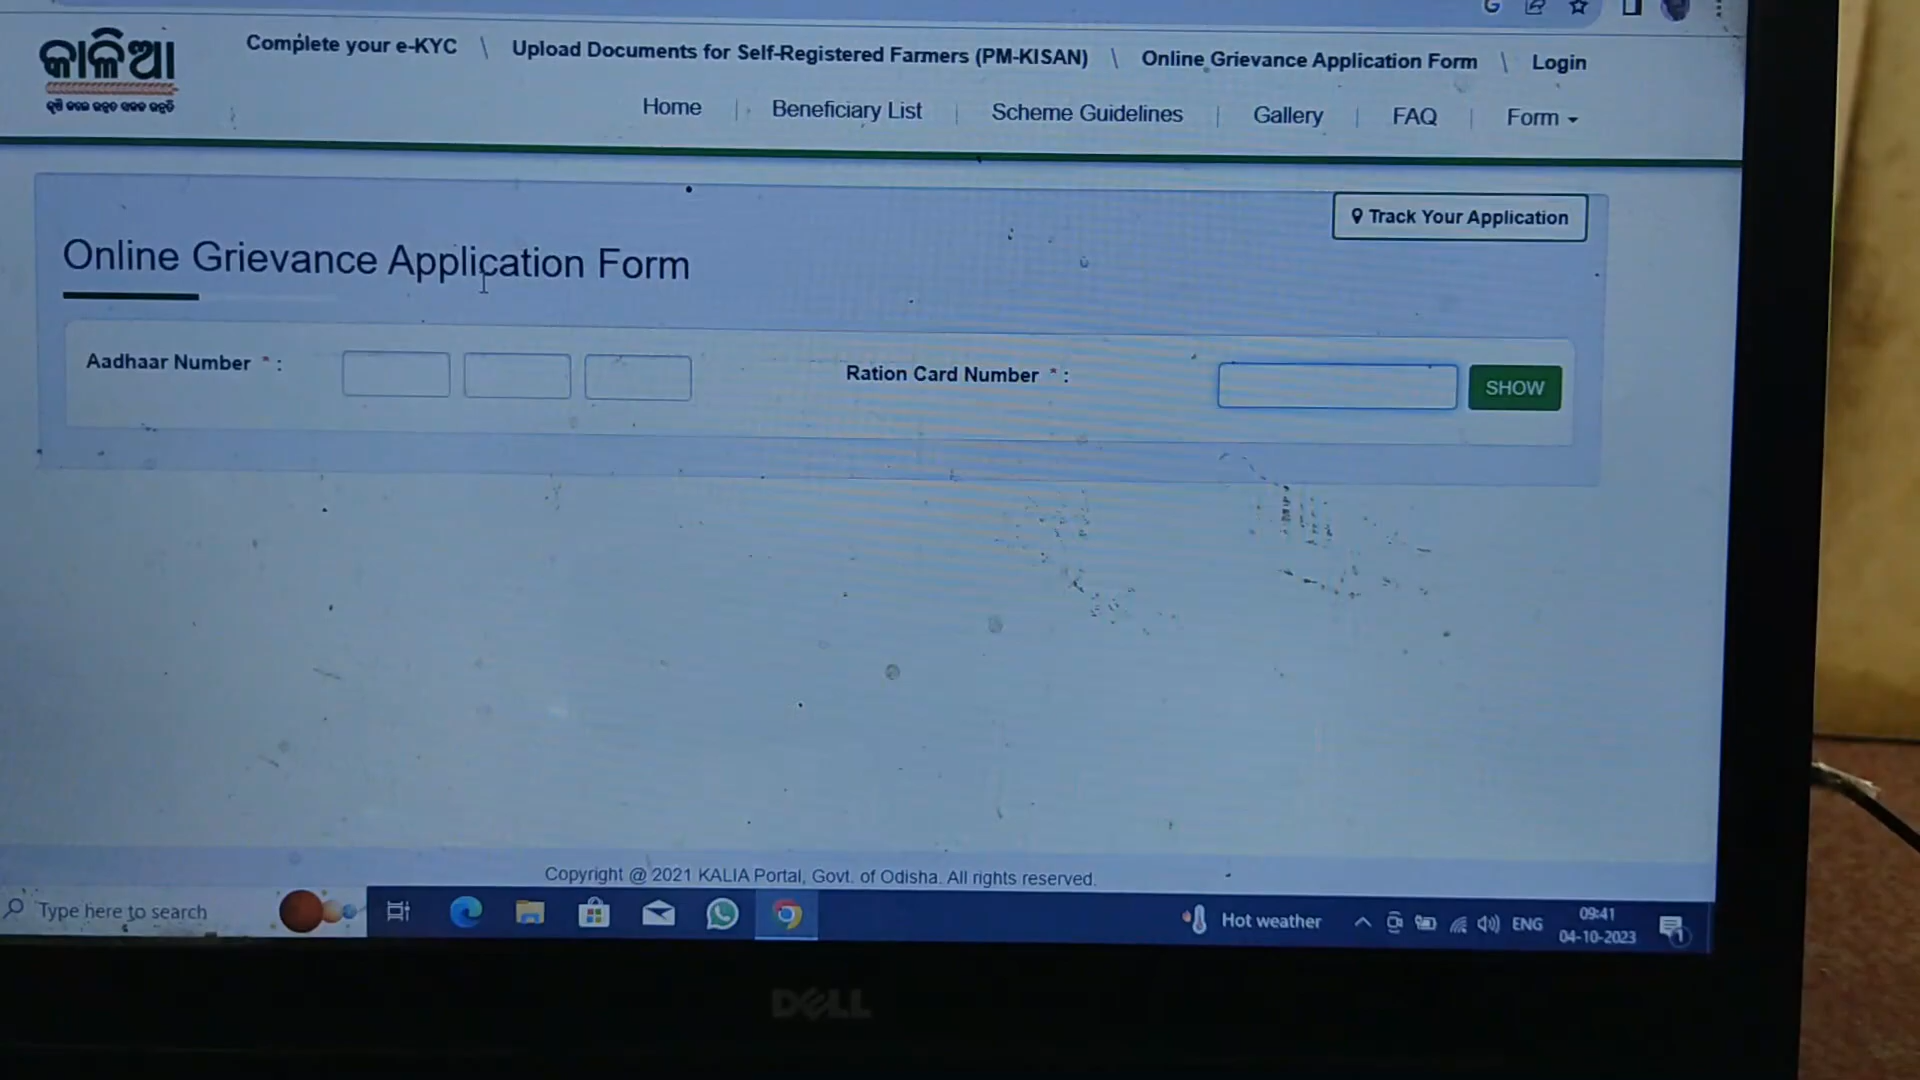 କାଳିଆ
Complete your e-KYC \ Upload Documents for Self-Registered Farmers (PM-KISAN) \ Online Grievance Application Form \ Login
Home | Beneficiary List | Scheme Guidelines | Gallery | FAQ | Form
Track Your Application
Online Grievance Application Form
Aadhaar Number * :
Ration Card Number * :
SHOW
Copyright @ 2021 KALIA Portal, Govt. of Odisha. All rights reserved.
Type here to search
Hot weather
ENG
09:41
04-10-2023
1
DELL